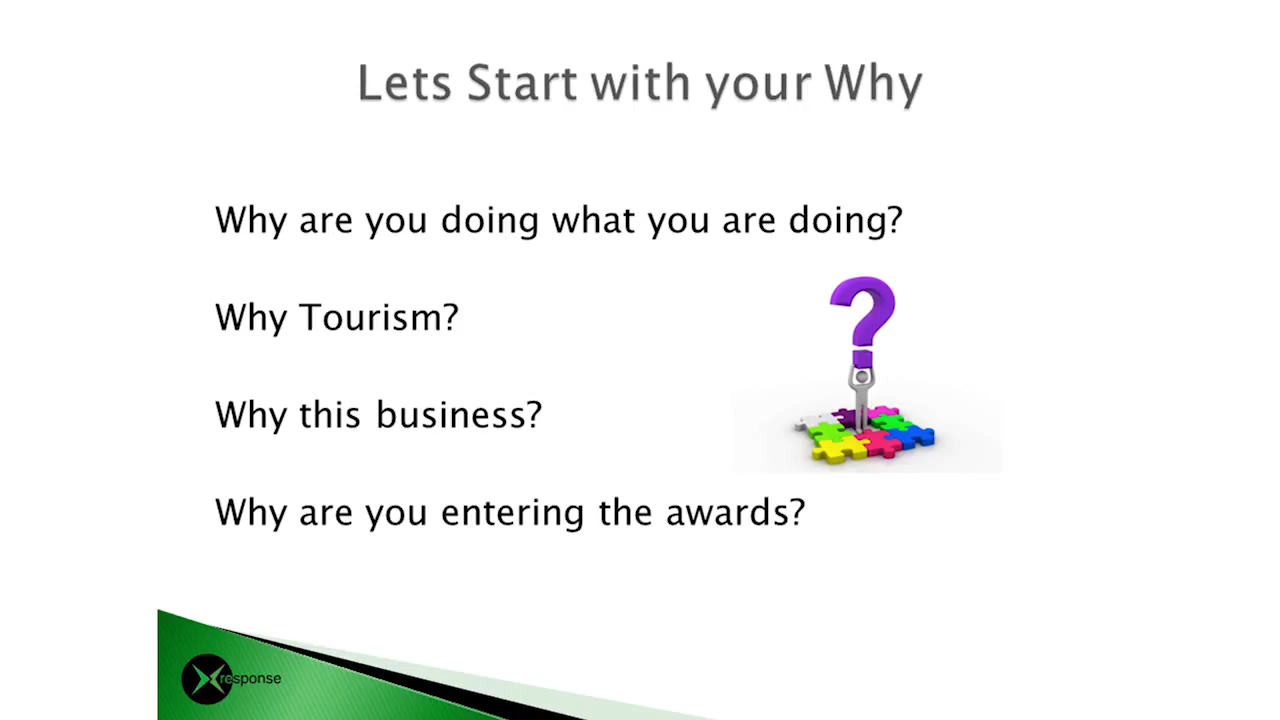 Lets Start with your Why
Why are you doing what you are doing?
Why Tourism?
Why this business?
Why are you entering the awards?
response